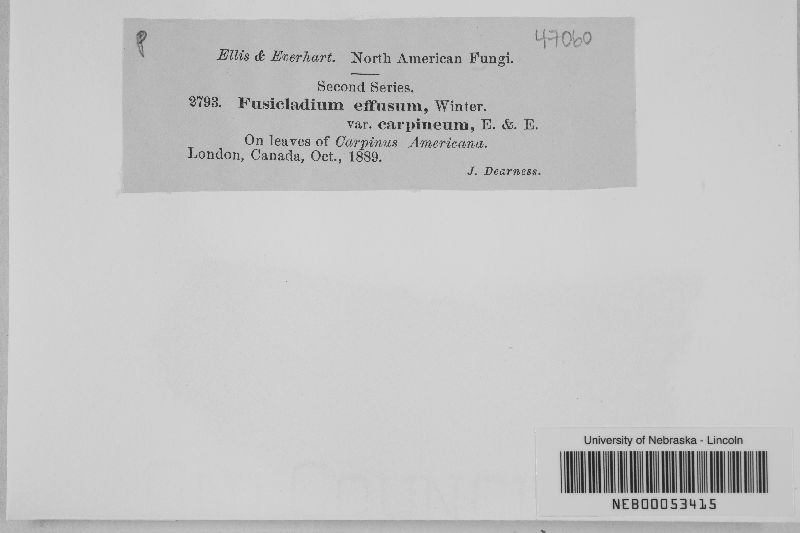 P
47060
Ellis & Everhart. North American Fungi.
Second Series.
2793. Fusicladium effusum, Winter.
var. carpineum, E. &. E.
On leaves of Carpinus Americana.
London, Canada, Oct., 1889.
J. Dearness.
University of Nebraska - Lincoln
NEB00053415